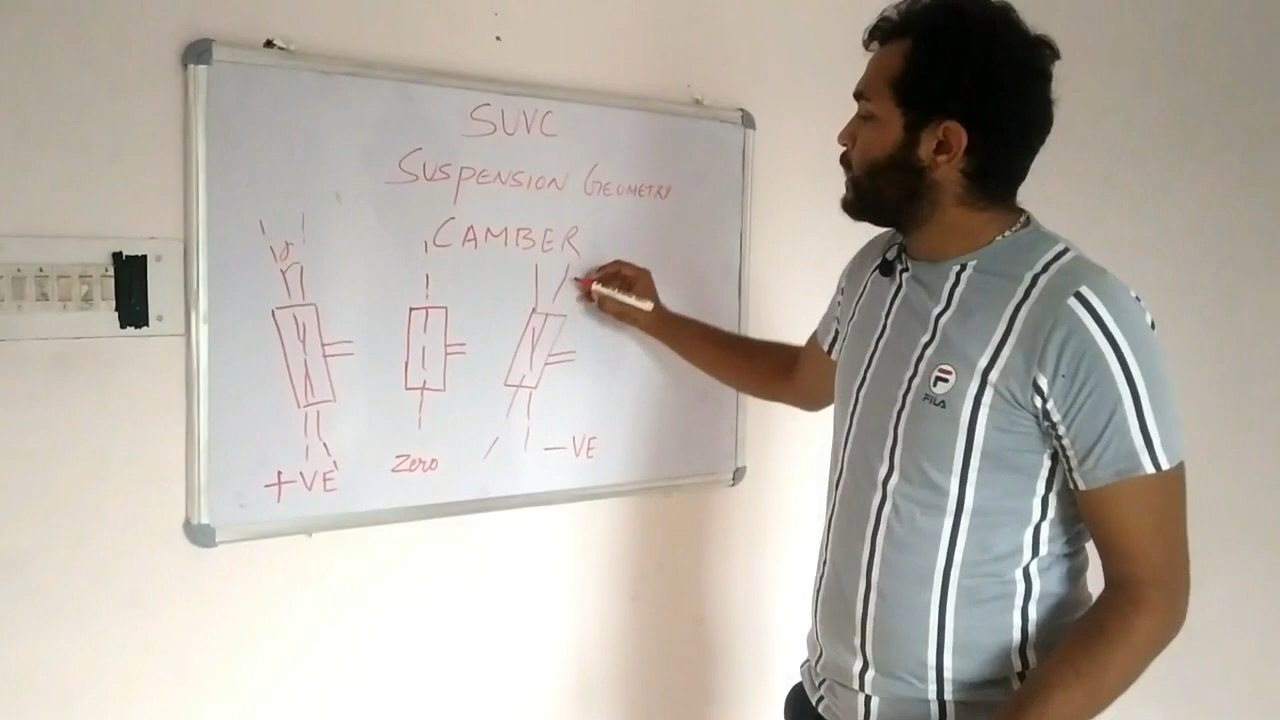 SUVC
SUSPENSION GEOMETRY
CAMBER
+VE
Zero
-VE
F
FILA